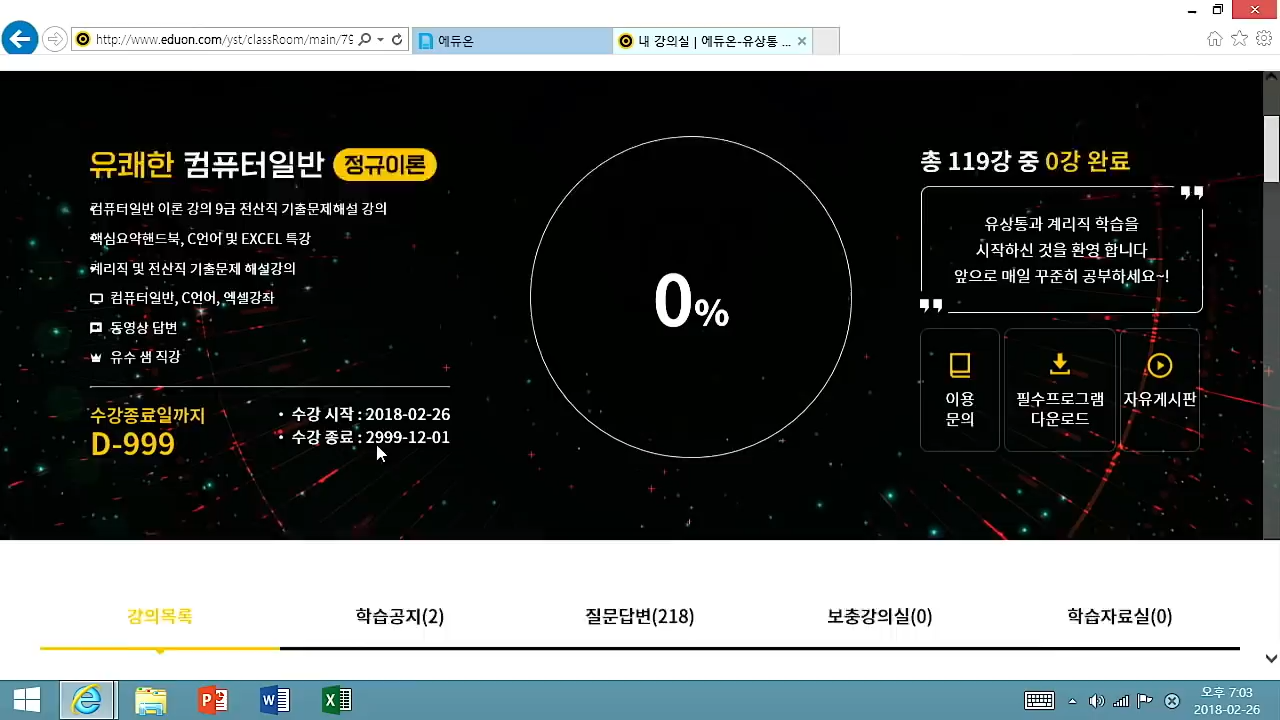 http://www.eduon.com/yst/classRoom/main/79
에듀온
내 강의실 | 에듀온-유상통 ...
유쾌한 컴퓨터일반 정규이론
컴퓨터일반 이론 강의 9급 전산직 기출문제해설 강의
핵심요약핸드북, C언어 및 EXCEL 특강
계리직 및 전산직 기출문제 해설강의
컴퓨터일반, C언어, 엑셀강좌
동영상 답변
유수 샘 직강
수강종료일까지
D-999
• 수강 시작 : 2018-02-26
• 수강 종료 : 2999-12-01
0%
총 119강 중 0강 완료
유상통과 계리직 학습을
시작하신 것을 환영 합니다
앞으로 매일 꾸준히 공부하세요~!
이용
문의
필수프로그램
다운로드
자유게시판
강의목록
학습공지(2)
질문답변(218)
보충강의실(0)
학습자료실(0)
오후 7:03
2018-02-26